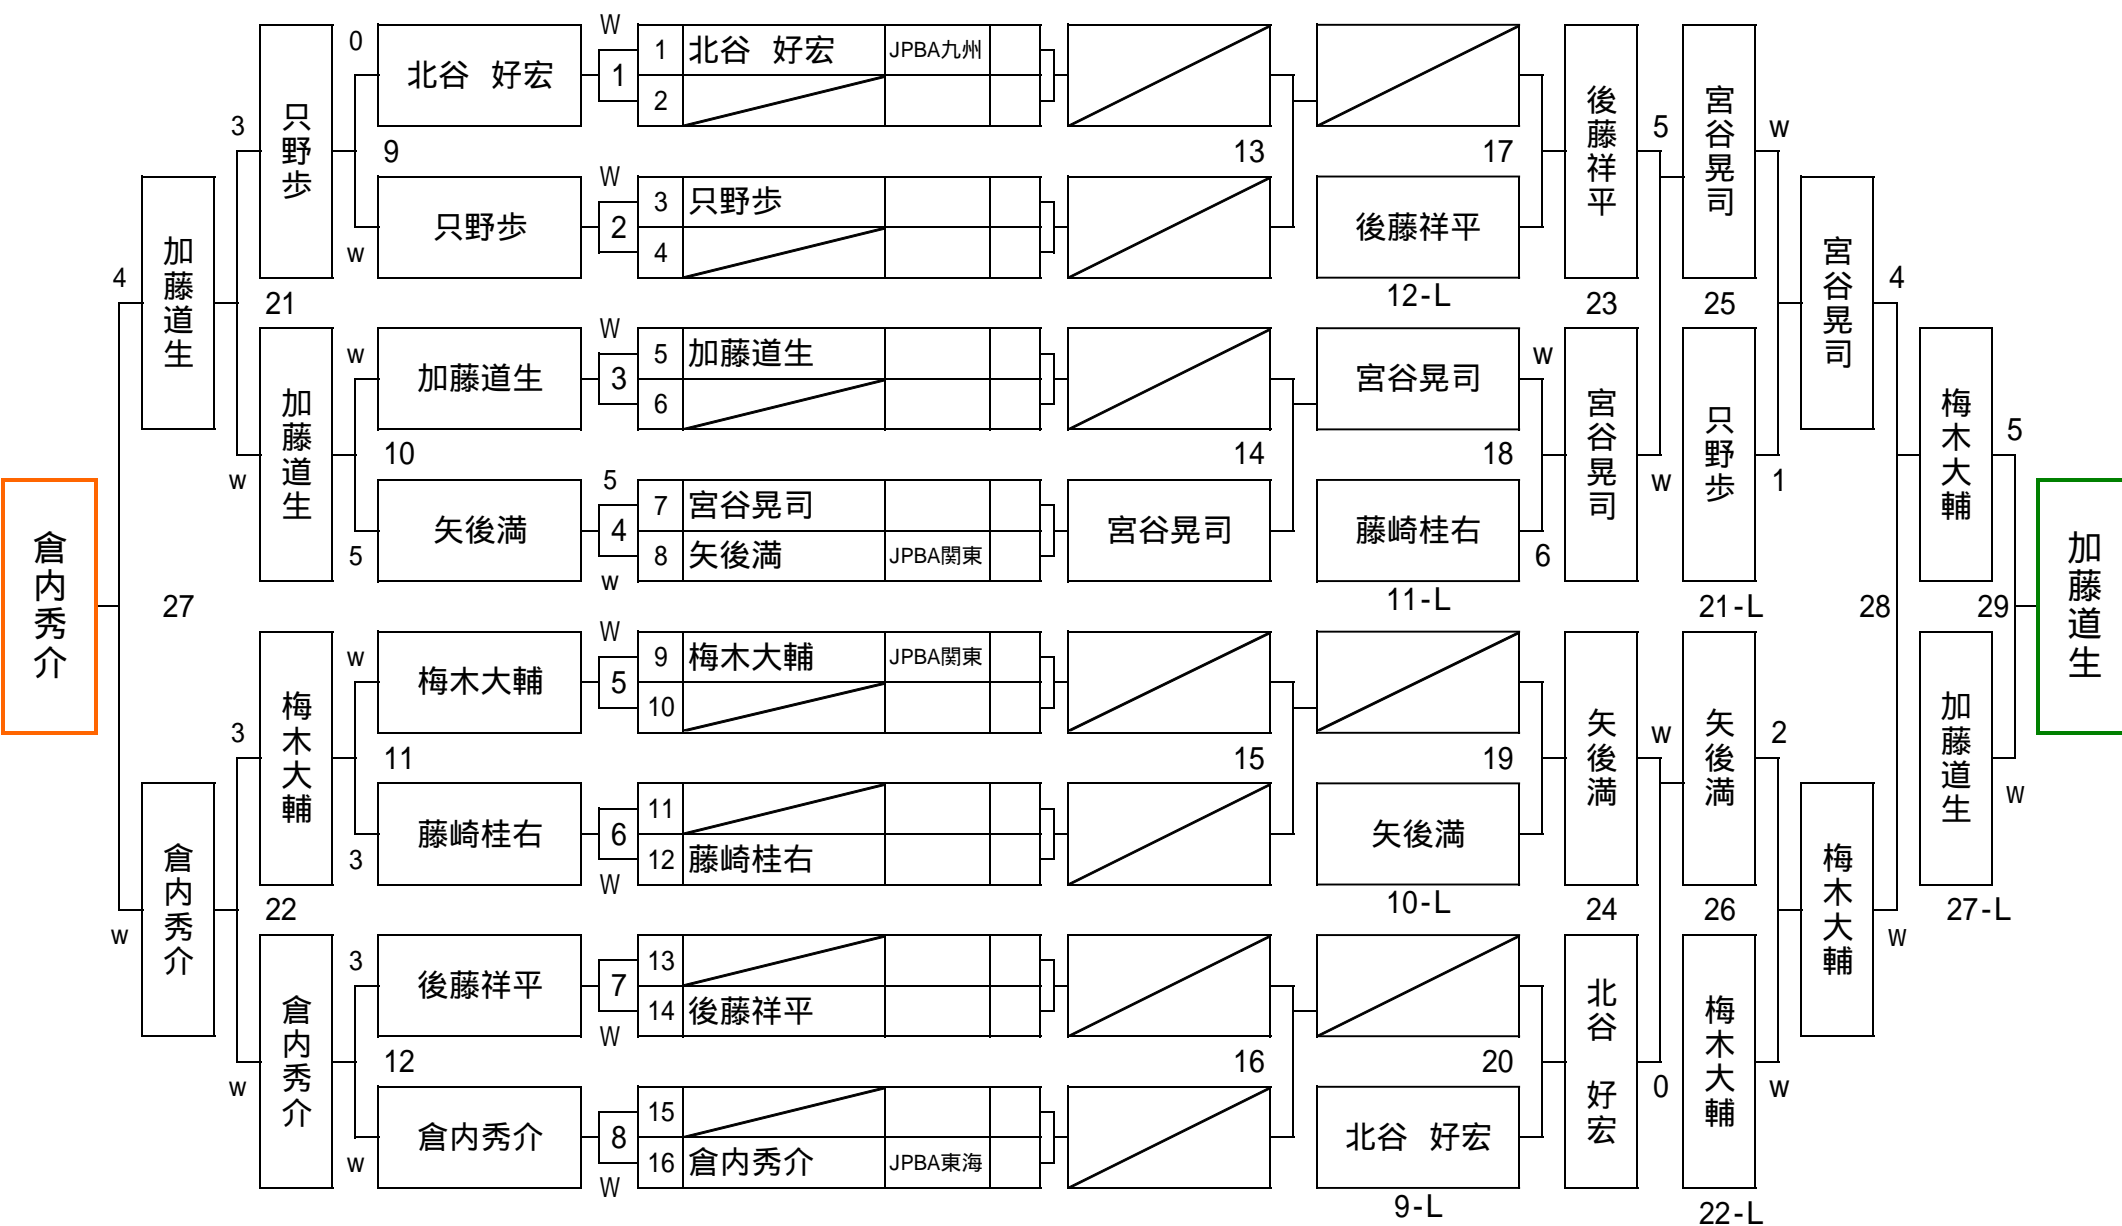 倉内秀介
4
w
27
加藤道生
倉内秀介
3
w
3
w
只野歩
21
加藤道生
梅木大輔
22
倉内秀介
0
w
w
5
w
3
3
w
北谷 好宏
9
只野歩
加藤道生
10
矢後満
梅木大輔
11
藤崎桂右
後藤祥平
12
倉内秀介
W
1
W
2
W
3
5
4
w
W
5
6
W
7
W
8
W
1 北谷 好宏 JPBA九州
2
3 只野歩
4
5 加藤道生
6
7 宮谷晃司
8 矢後満 JPBA関東
9 梅木大輔 JPBA関東
10
11
12 藤崎桂右
13
14 後藤祥平
15
16 倉内秀介 JPBA東海
13
14
宮谷晃司
15
16
17
後藤祥平
12-L
宮谷晃司
18
藤崎桂右
11-L
19
矢後満
10-L
20
北谷 好宏
9-L
w
6
後藤祥平
23
宮谷晃司
矢後満
24
北谷 好宏
5
w
w
0
宮谷晃司
25
只野歩
21-L
矢後満
26
梅木大輔
22-L
w
1
2
w
宮谷晃司
梅木大輔
4
28
w
梅木大輔
29
加藤道生
27-L
5
w
加藤道生